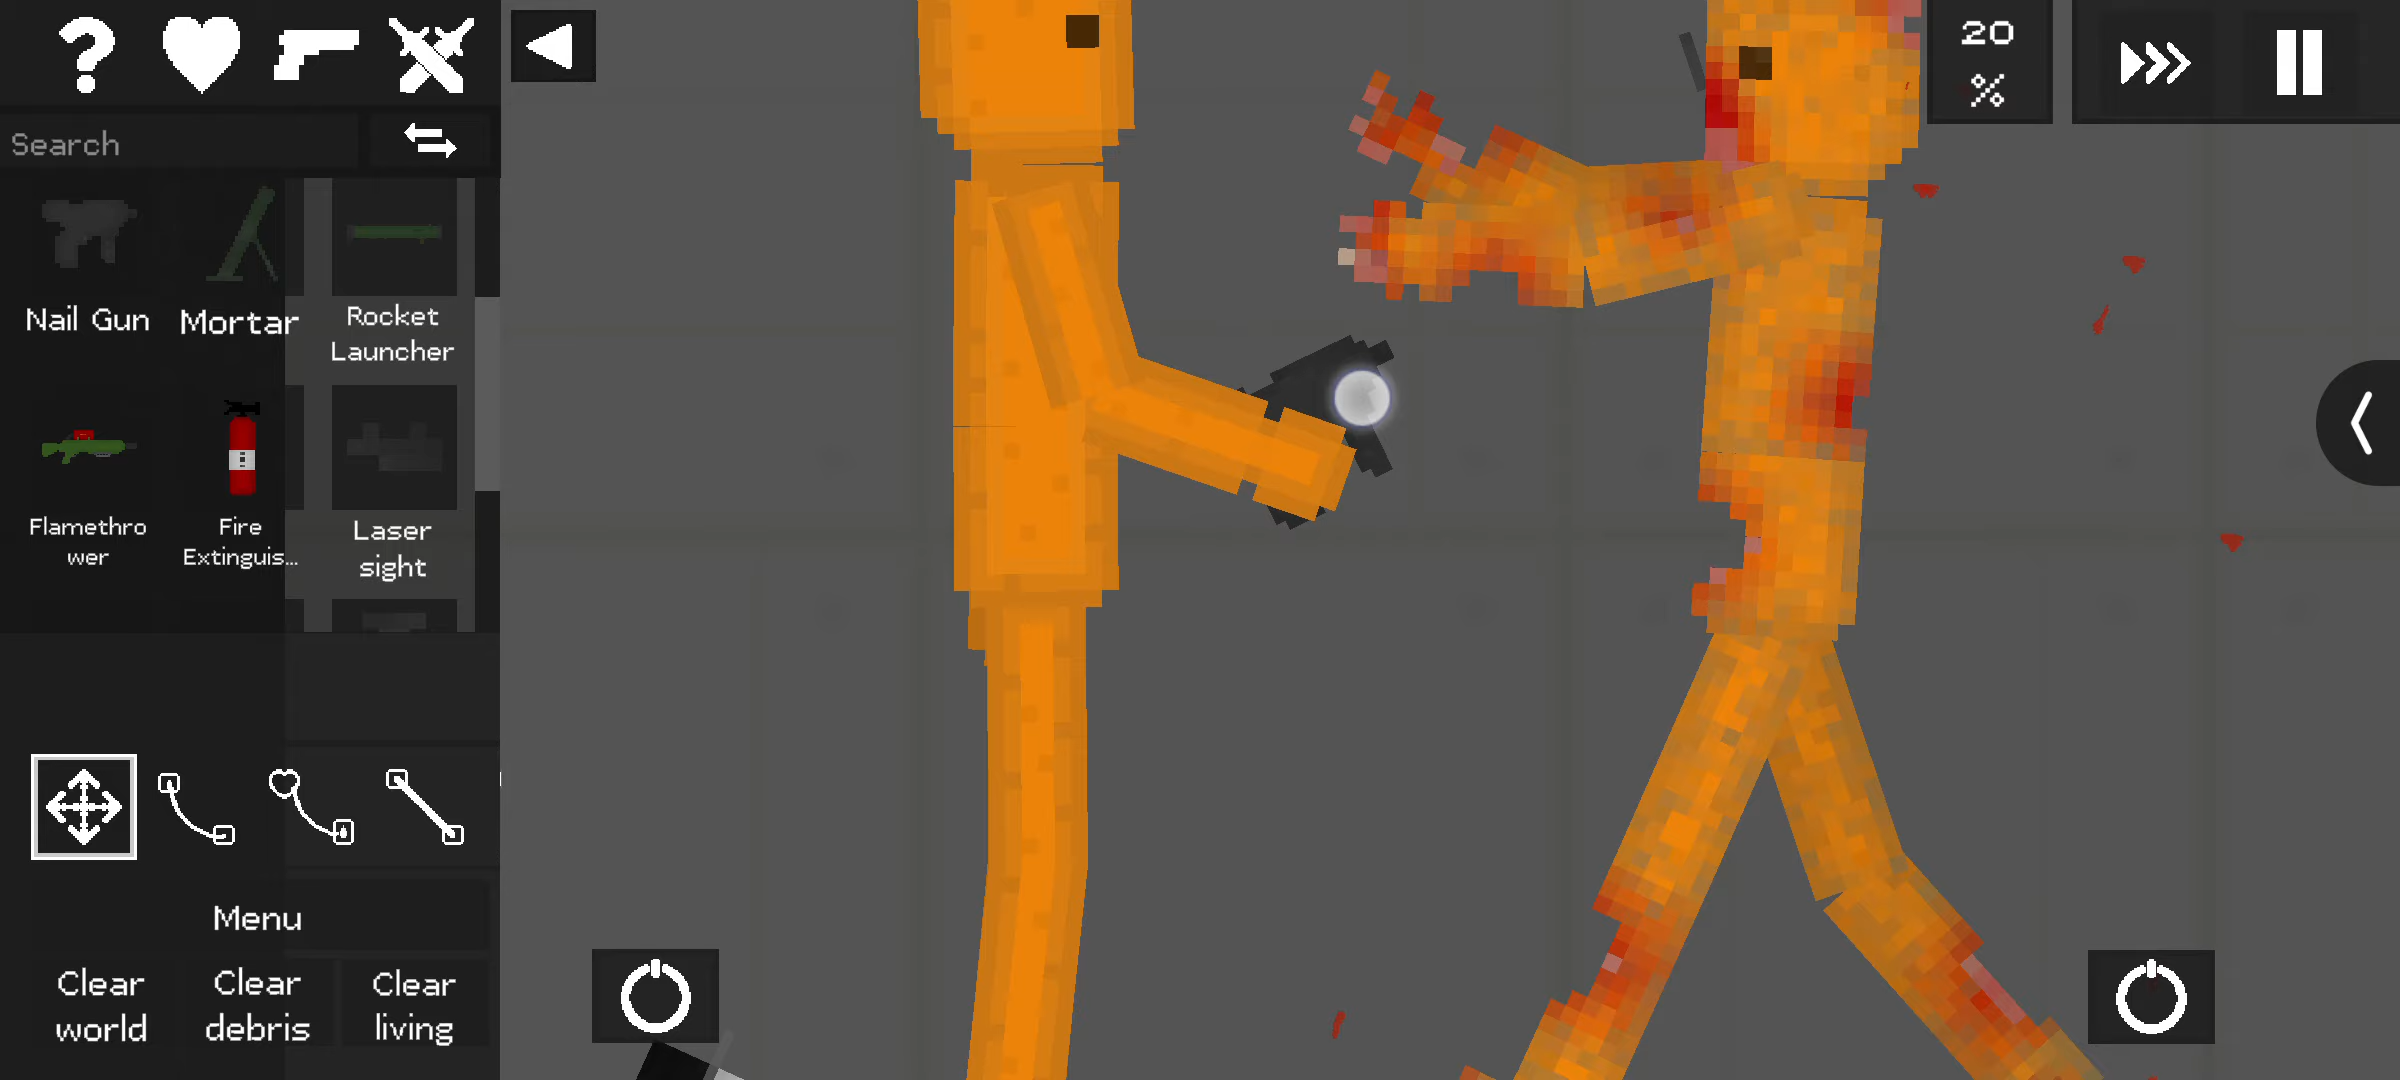 20
%
Search
Nail Gun
Mortar
Rocket
Launcher
Flamethro
wer
Fire
Extinguis...
Laser
sight
Menu
Clear
world
Clear
debris
Clear
living